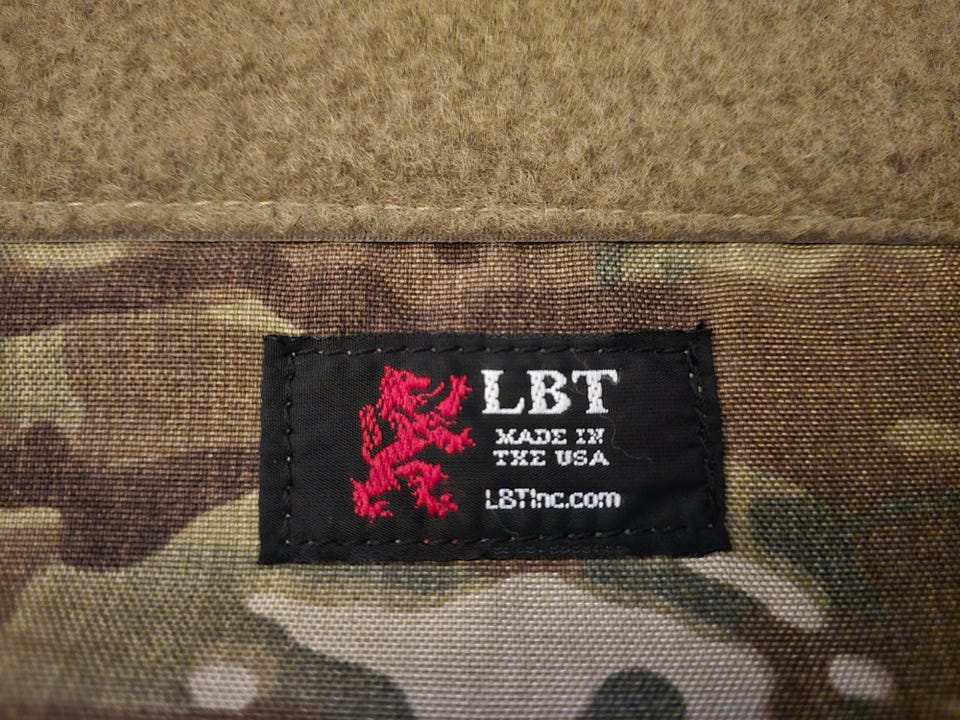 LBT
MADE IN
THE USA
LBTInc.com